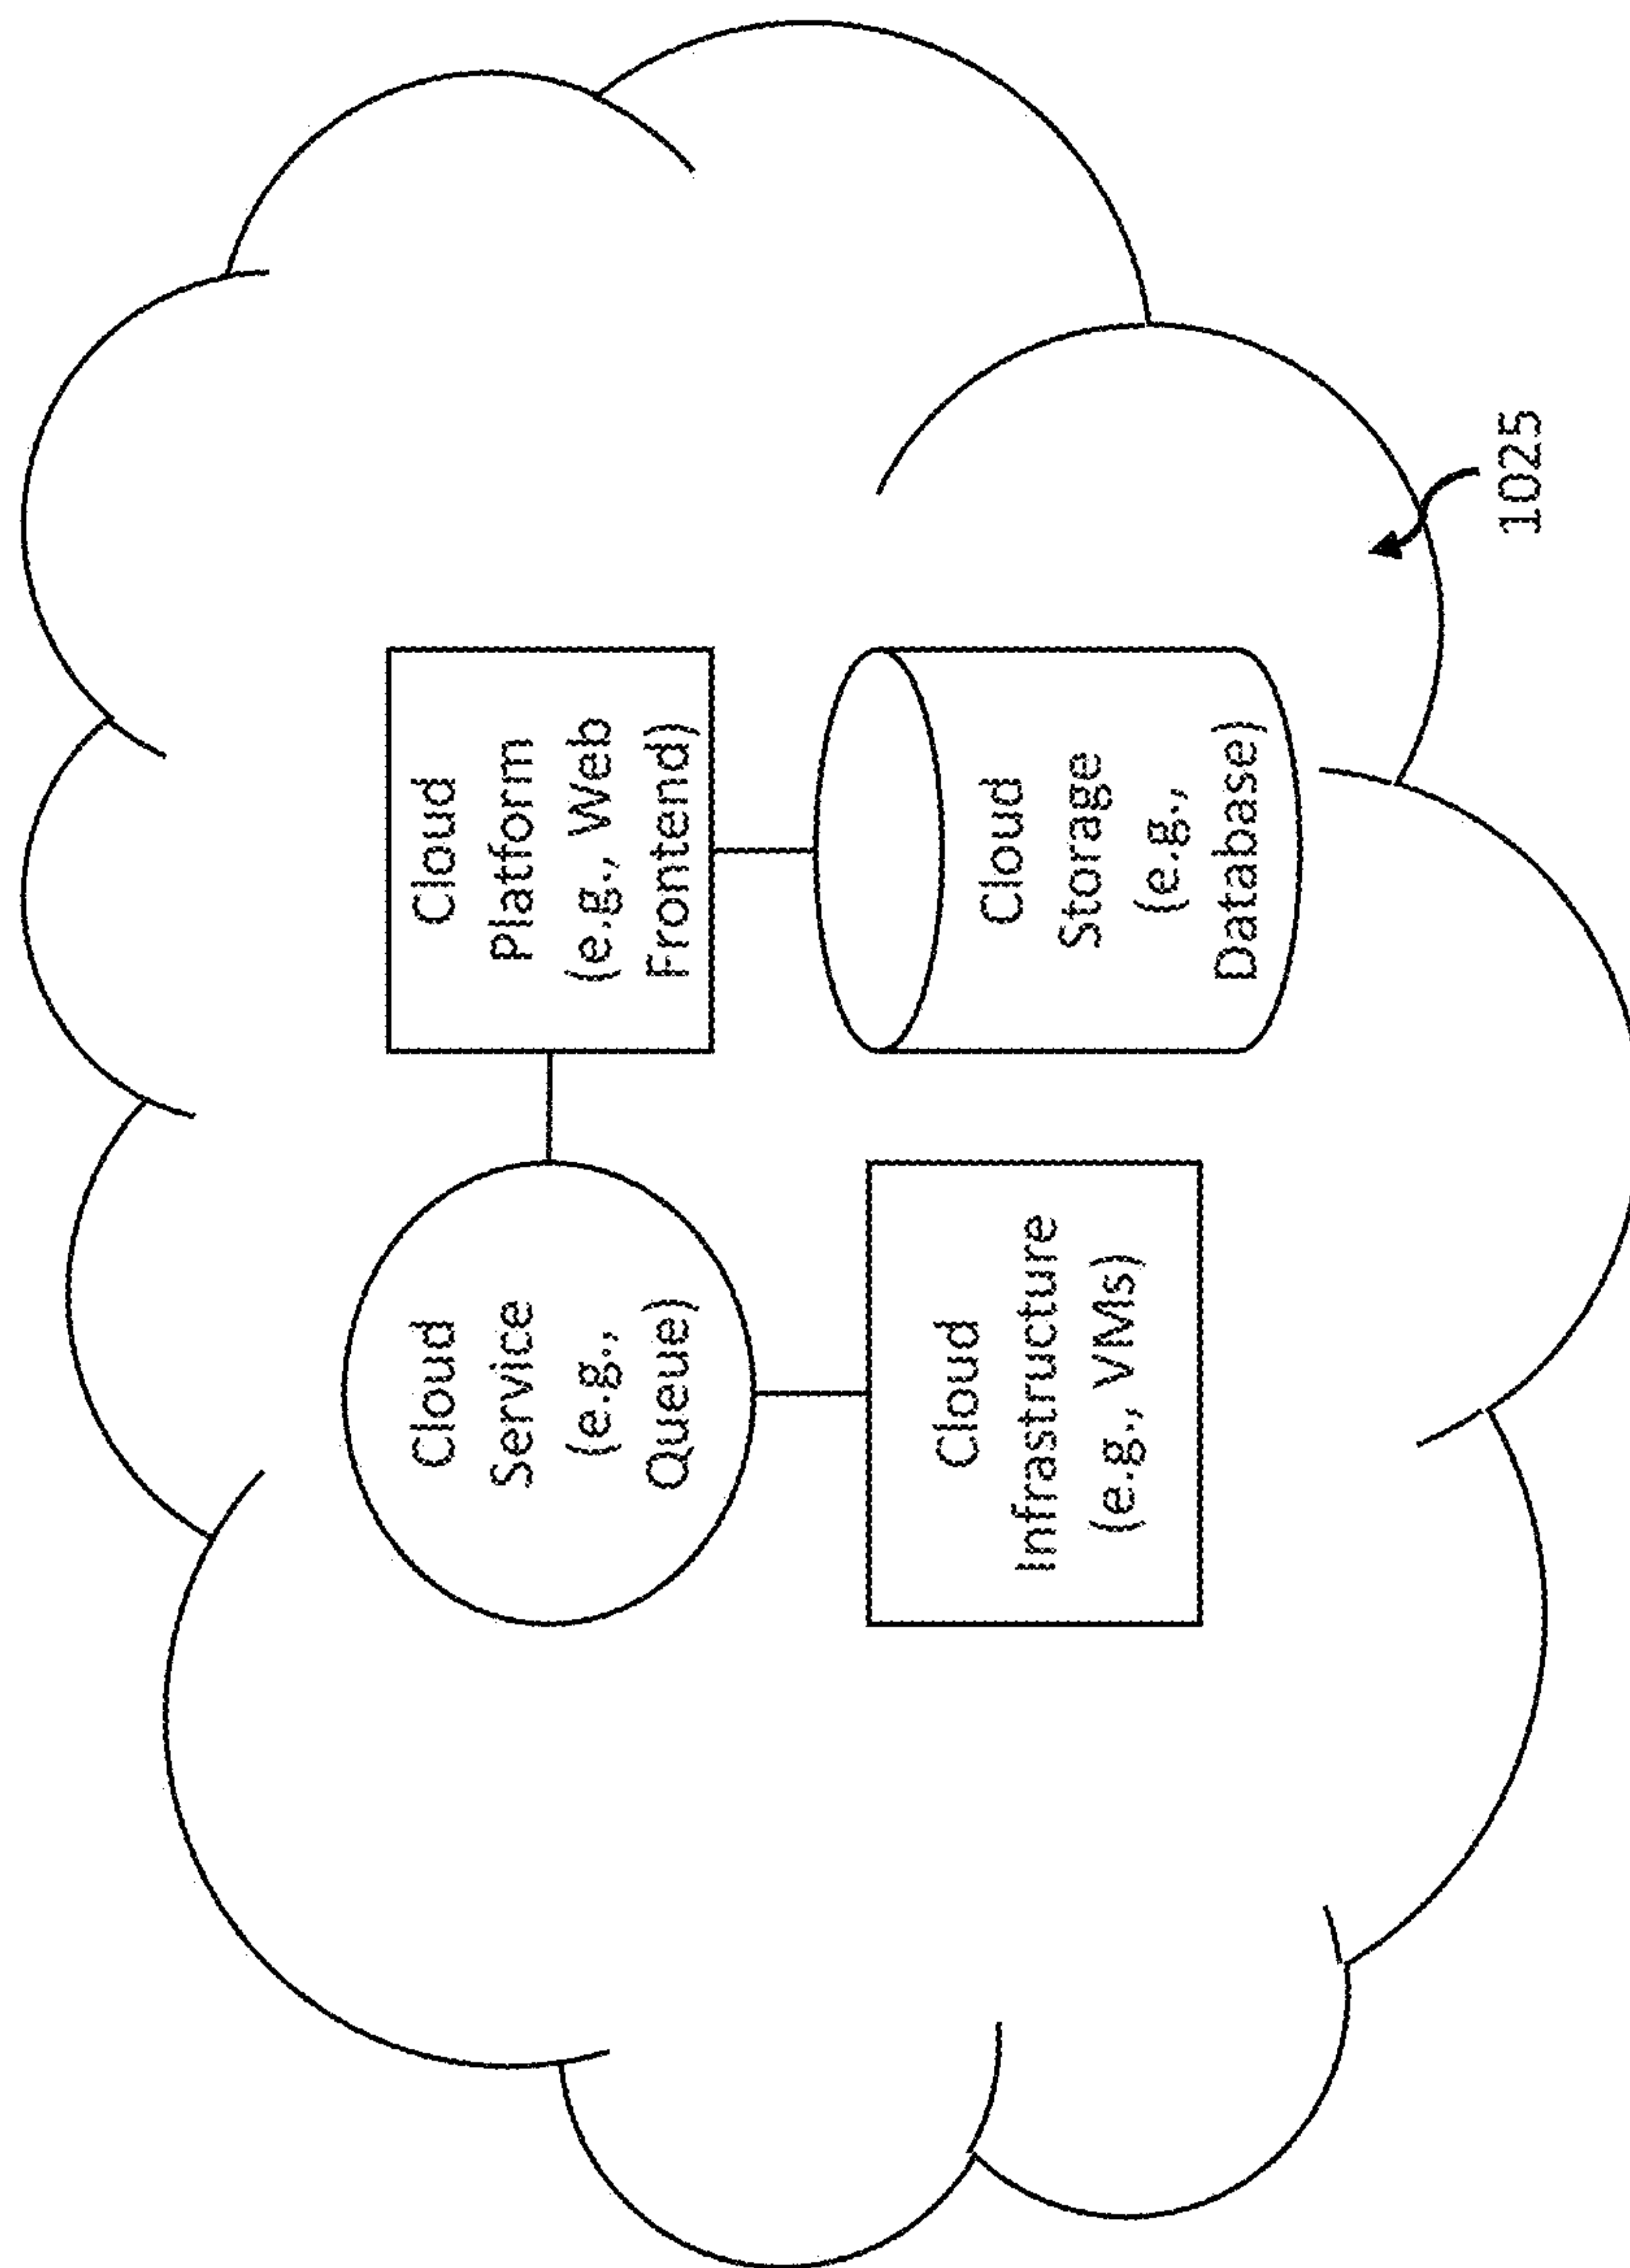 Cloud
Service
(e.g.,
Queue)
Cloud
Platform
(e.g., Web
Frontend)
Cloud
Infrastructure
(e.g., VMs)
Cloud
Storage
(e.g.,
Database)
1025